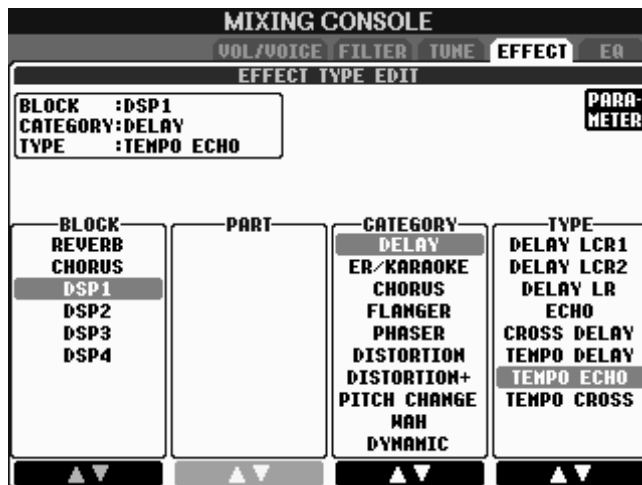 MIXING CONSOLE
VOL/VOICE FILTER TUNE EFFECT EQ
EFFECT TYPE EDIT
BLOCK :DSP1
CATEGORY:DELAY
TYPE :TEMPO ECHO
PARA-
METER
BLOCK
REVERB
CHORUS
DSP1
DSP2
DSP3
DSP4
PART
CATEGORY
DELAY
ER/KARAOKE
CHORUS
FLANGER
PHASER
DISTORTION
DISTORTION+
PITCH CHANGE
WAH
DYNAMIC
TYPE
DELAY LCR1
DELAY LCR2
DELAY LR
ECHO
CROSS DELAY
TEMPO DELAY
TEMPO ECHO
TEMPO CROSS